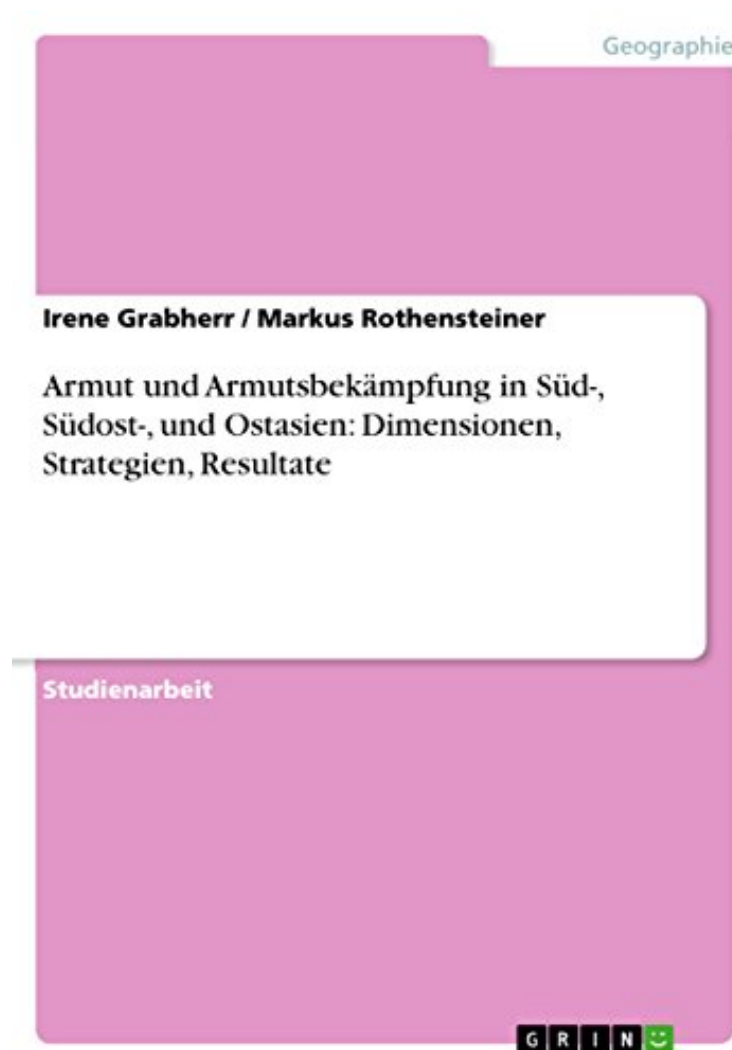 Geographie
Irene Grabherr / Markus Rothensteiner
Armut und Armutsbekämpfung in Süd-,
Südost-, und Ostasien: Dimensionen,
Strategien, Resultate
Studienarbeit
GRIN